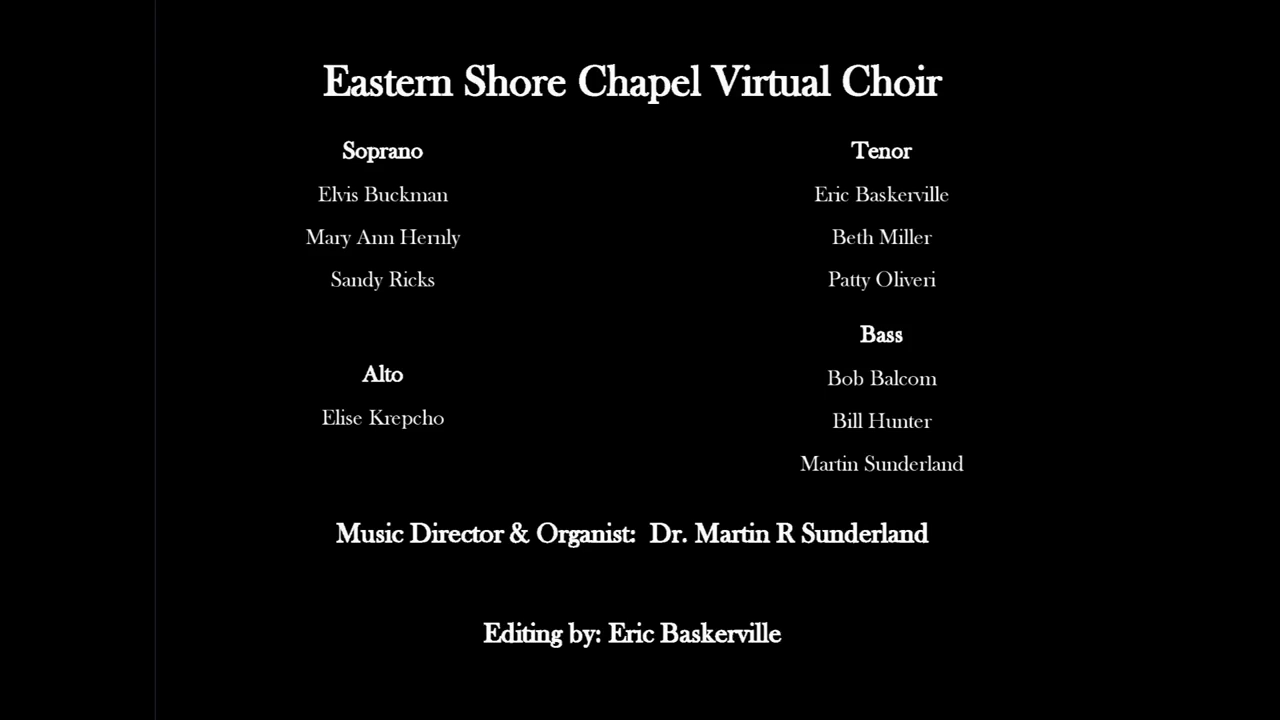 Eastern Shore Chapel Virtual Choir
Soprano
Elvis Buckman
Mary Ann Hernly
Sandy Ricks
Alto
Elise Krepcho
Tenor
Eric Baskerville
Beth Miller
Patty Oliveri
Bass
Bob Balcom
Bill Hunter
Martin Sunderland
Music Director & Organist:  Dr. Martin R Sunderland
Editing by: Eric Baskerville